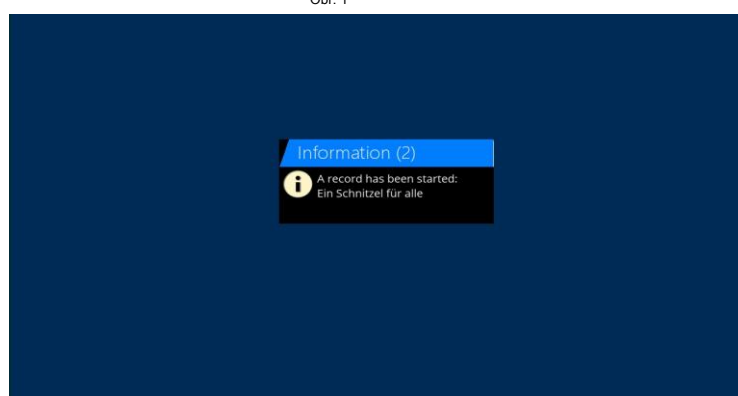 Obr. 1
Information (2)
A record has been started:
Ein Schnitzel für alle